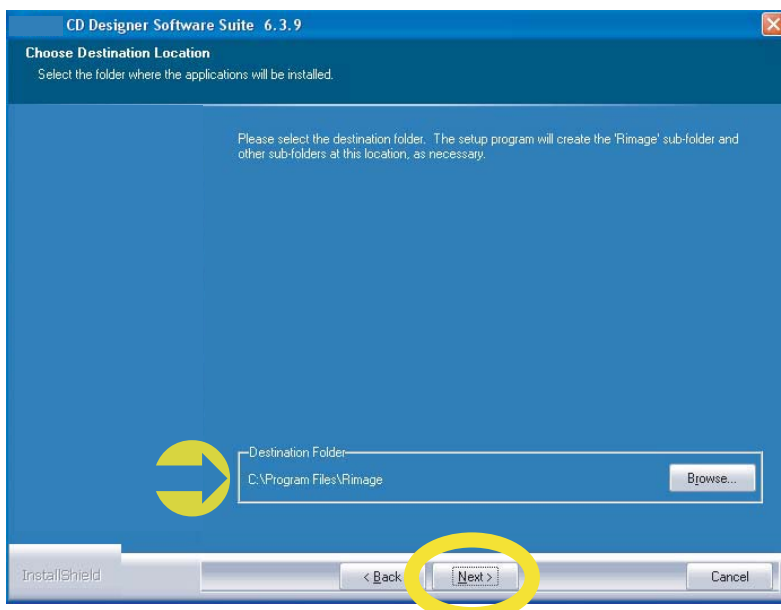 CD Designer Software Suite 6.3.9
Choose Destination Location
Select the folder where the applications will be installed.
Please select the destination folder. The setup program will create the 'Rimage' sub-folder and
other sub-folders at this location, as necessary.
Destination Folder
C:\Program Files\Rimage
Browse...
InstallShield
< Back
Next >
Cancel